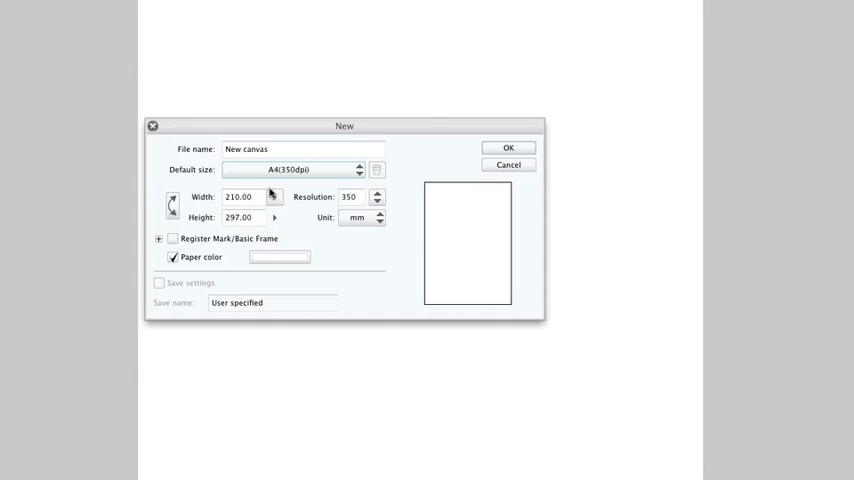 New
File name: New canvas OK
Default size: A4(350dpi) Cancel
Width: 210.00 Resolution: 350
Height: 297.00 Unit: mm
Register Mark/Basic Frame
Paper color
Save settings
Save name: User specified